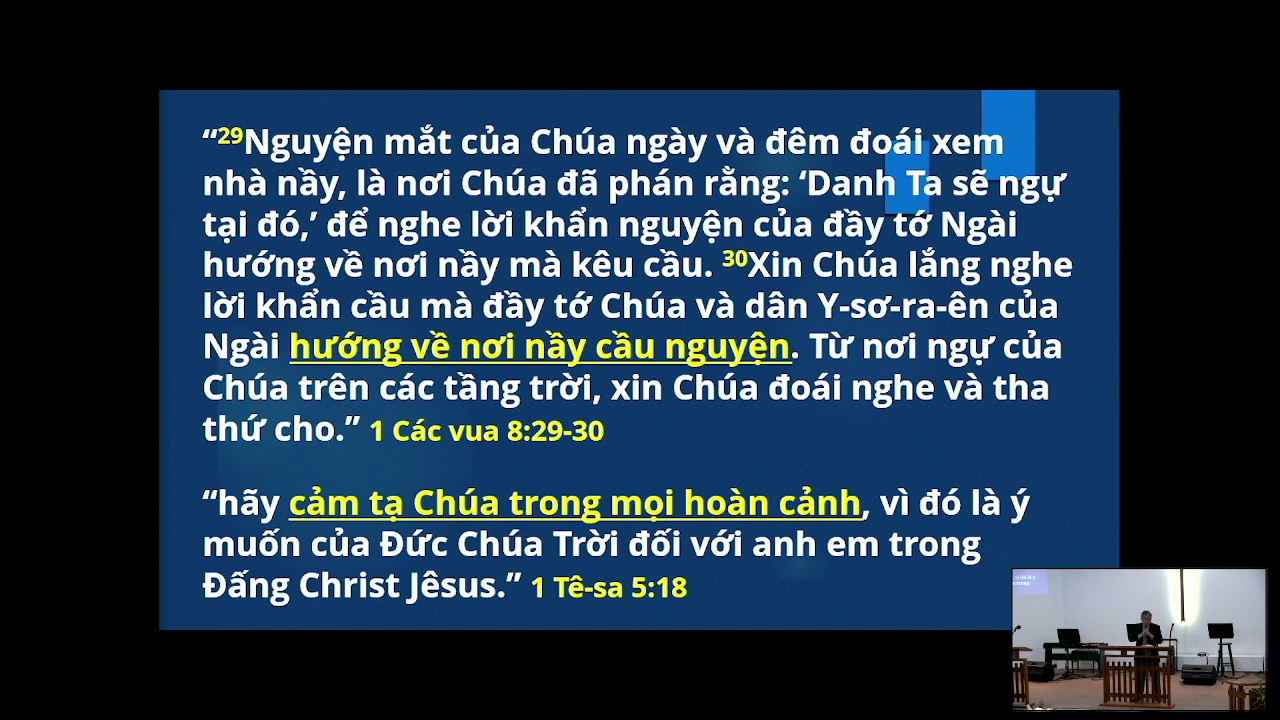 “29Nguyện mắt của Chúa ngày và đêm đoái xem
nhà nầy, là nơi Chúa đã phán rằng: ‘Danh Ta sẽ ngự
tại đó,’ để nghe lời khẩn nguyện của đầy tớ Ngài
hướng về nơi nầy mà kêu cầu. 30Xin Chúa lắng nghe
lời khẩn cầu mà đầy tớ Chúa và dân Y-sơ-ra-ên của
Ngài hướng về nơi nầy cầu nguyện. Từ nơi ngự của
Chúa trên các tầng trời, xin Chúa đoái nghe và tha
thứ cho.” 1 Các vua 8:29-30
“hãy cảm tạ Chúa trong mọi hoàn cảnh, vì đó là ý
muốn của Đức Chúa Trời đối với anh em trong
Đấng Christ Jêsus.” 1 Tê-sa 5:18